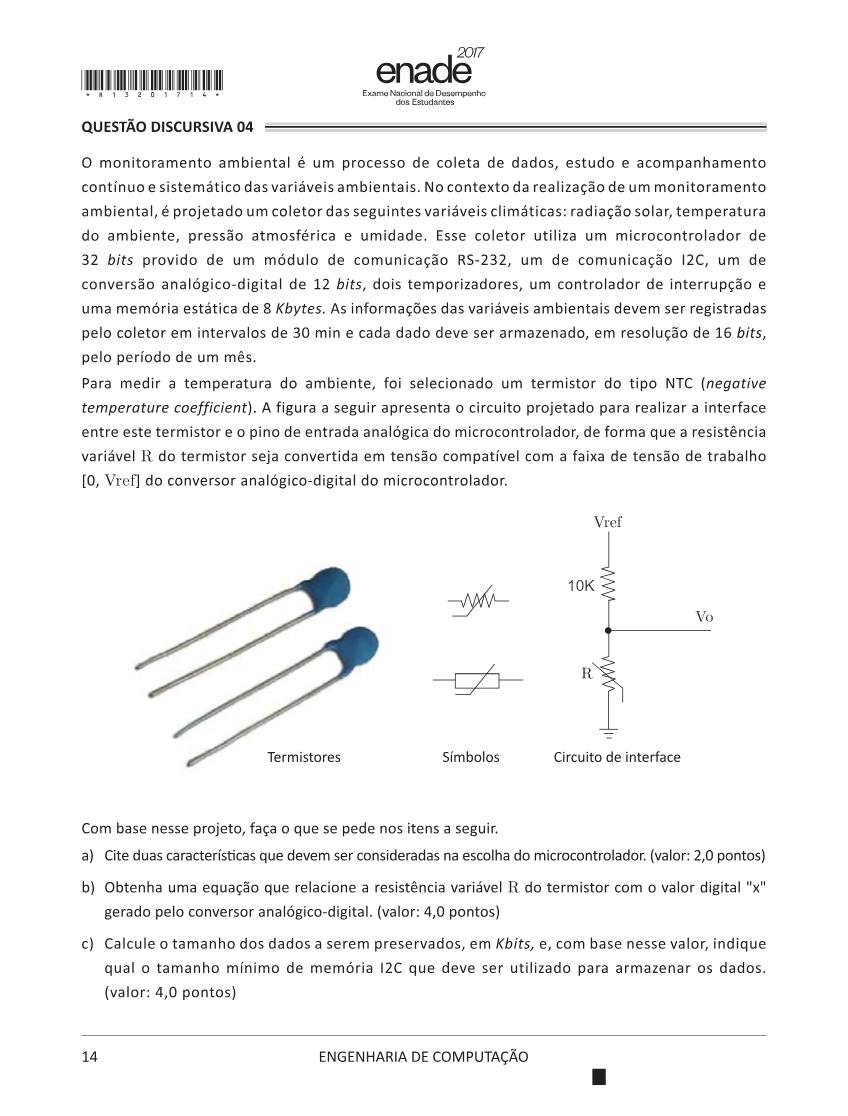 2017
enade
Exame Nacional de Desempenho
dos Estudantes
* R 1 3 2 0 1 7 1 4 *
QUESTÃO DISCURSIVA 04
O monitoramento ambiental é um processo de coleta de dados, estudo e acompanhamento
contínuo e sistemático das variáveis ambientais. No contexto da realização de um monitoramento
ambiental, é projetado um coletor das seguintes variáveis climáticas: radiação solar, temperatura
do ambiente, pressão atmosférica e umidade. Esse coletor utiliza um microcontrolador de
32 bits provido de um módulo de comunicação RS-232, um de comunicação I2C, um de
conversão analógico-digital de 12 bits, dois temporizadores, um controlador de interrupção e
uma memória estática de 8 Kbytes. As informações das variáveis ambientais devem ser registradas
pelo coletor em intervalos de 30 min e cada dado deve ser armazenado, em resolução de 16 bits,
pelo período de um mês.
Para medir a temperatura do ambiente, foi selecionado um termistor do tipo NTC (negative
temperature coefficient). A figura a seguir apresenta o circuito projetado para realizar a interface
entre este termistor e o pino de entrada analógica do microcontrolador, de forma que a resistência
variável R do termistor seja convertida em tensão compatível com a faixa de tensão de trabalho
[0, Vref] do conversor analógico-digital do microcontrolador.
Vref
10K
Vo
R
Termistores
Símbolos
Circuito de interface
Com base nesse projeto, faça o que se pede nos itens a seguir.
a) Cite duas características que devem ser consideradas na escolha do microcontrolador. (valor: 2,0 pontos)
b) Obtenha uma equação que relacione a resistência variável R do termistor com o valor digital "x"
gerado pelo conversor analógico-digital. (valor: 4,0 pontos)
c) Calcule o tamanho dos dados a serem preservados, em Kbits, e, com base nesse valor, indique
qual o tamanho mínimo de memória I2C que deve ser utilizado para armazenar os dados.
(valor: 4,0 pontos)
14
ENGENHARIA DE COMPUTAÇÃO